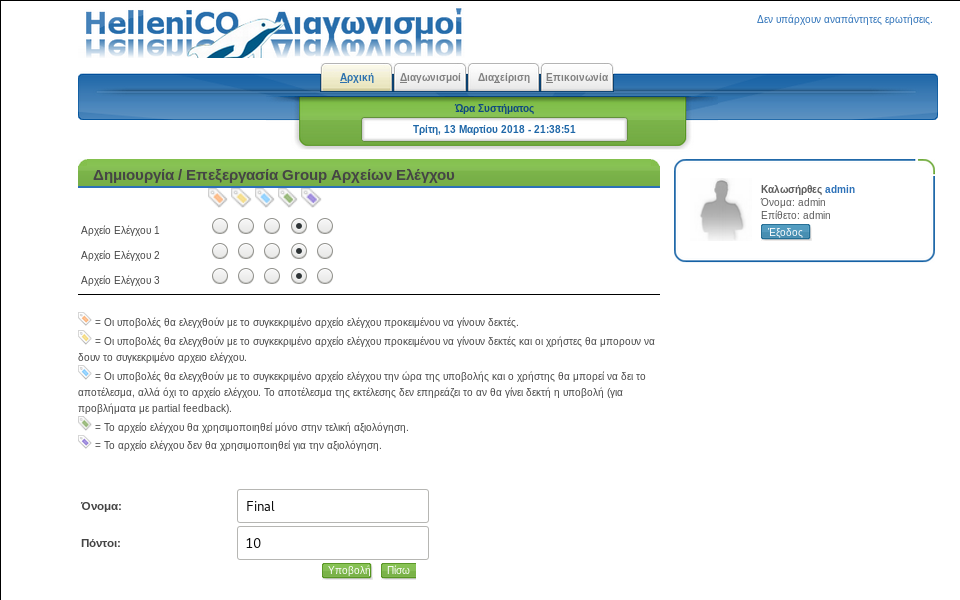 HelleniCO Διαγωνισμοί
Δεν υπάρχουν αναπάντητες ερωτήσεις.
Αρχική Διαγωνισμοί Διαχείριση Επικοινωνία
Ώρα Συστήματος
Τρίτη, 13 Μαρτίου 2018 - 21:38:51
Δημιουργία / Επεξεργασία Group Αρχείων Ελέγχου
Αρχείο Ελέγχου 1
Αρχείο Ελέγχου 2
Αρχείο Ελέγχου 3
= Οι υποβολές θα ελεγχθούν με το συγκεκριμένο αρχείο ελέγχου προκειμένου να γίνουν δεκτές.
= Οι υποβολές θα ελεγχθούν με το συγκεκριμένο αρχείο ελέγχου προκειμένου να γίνουν δεκτές και οι χρήστες θα μπορουν να
δουν το συγκεκριμένο αρχειο ελέγχου.
= Οι υποβολές θα ελεγχθούν με το συγκεκριμένο αρχείο ελέγχου την ώρα της υποβολής και ο χρήστης θα μπορεί να δει το
αποτέλεσμα, αλλά όχι το αρχείο ελέγχου. Το αποτέλεσμα της εκτέλεσης δεν επηρεάζει το αν θα γίνει δεκτή η υποβολή (για
προβλήματα με partial feedback).
= Το αρχείο ελέγχου θα χρησιμοποιηθεί μόνο στην τελική αξιολόγηση.
= Το αρχείο ελέγχου δεν θα χρησιμοποιηθεί για την αξιολόγηση.
Όνομα: Final
Πόντοι: 10
Υποβολή Πίσω
Καλωσήρθες admin
Όνομα: admin
Επίθετο: admin
Έξοδος